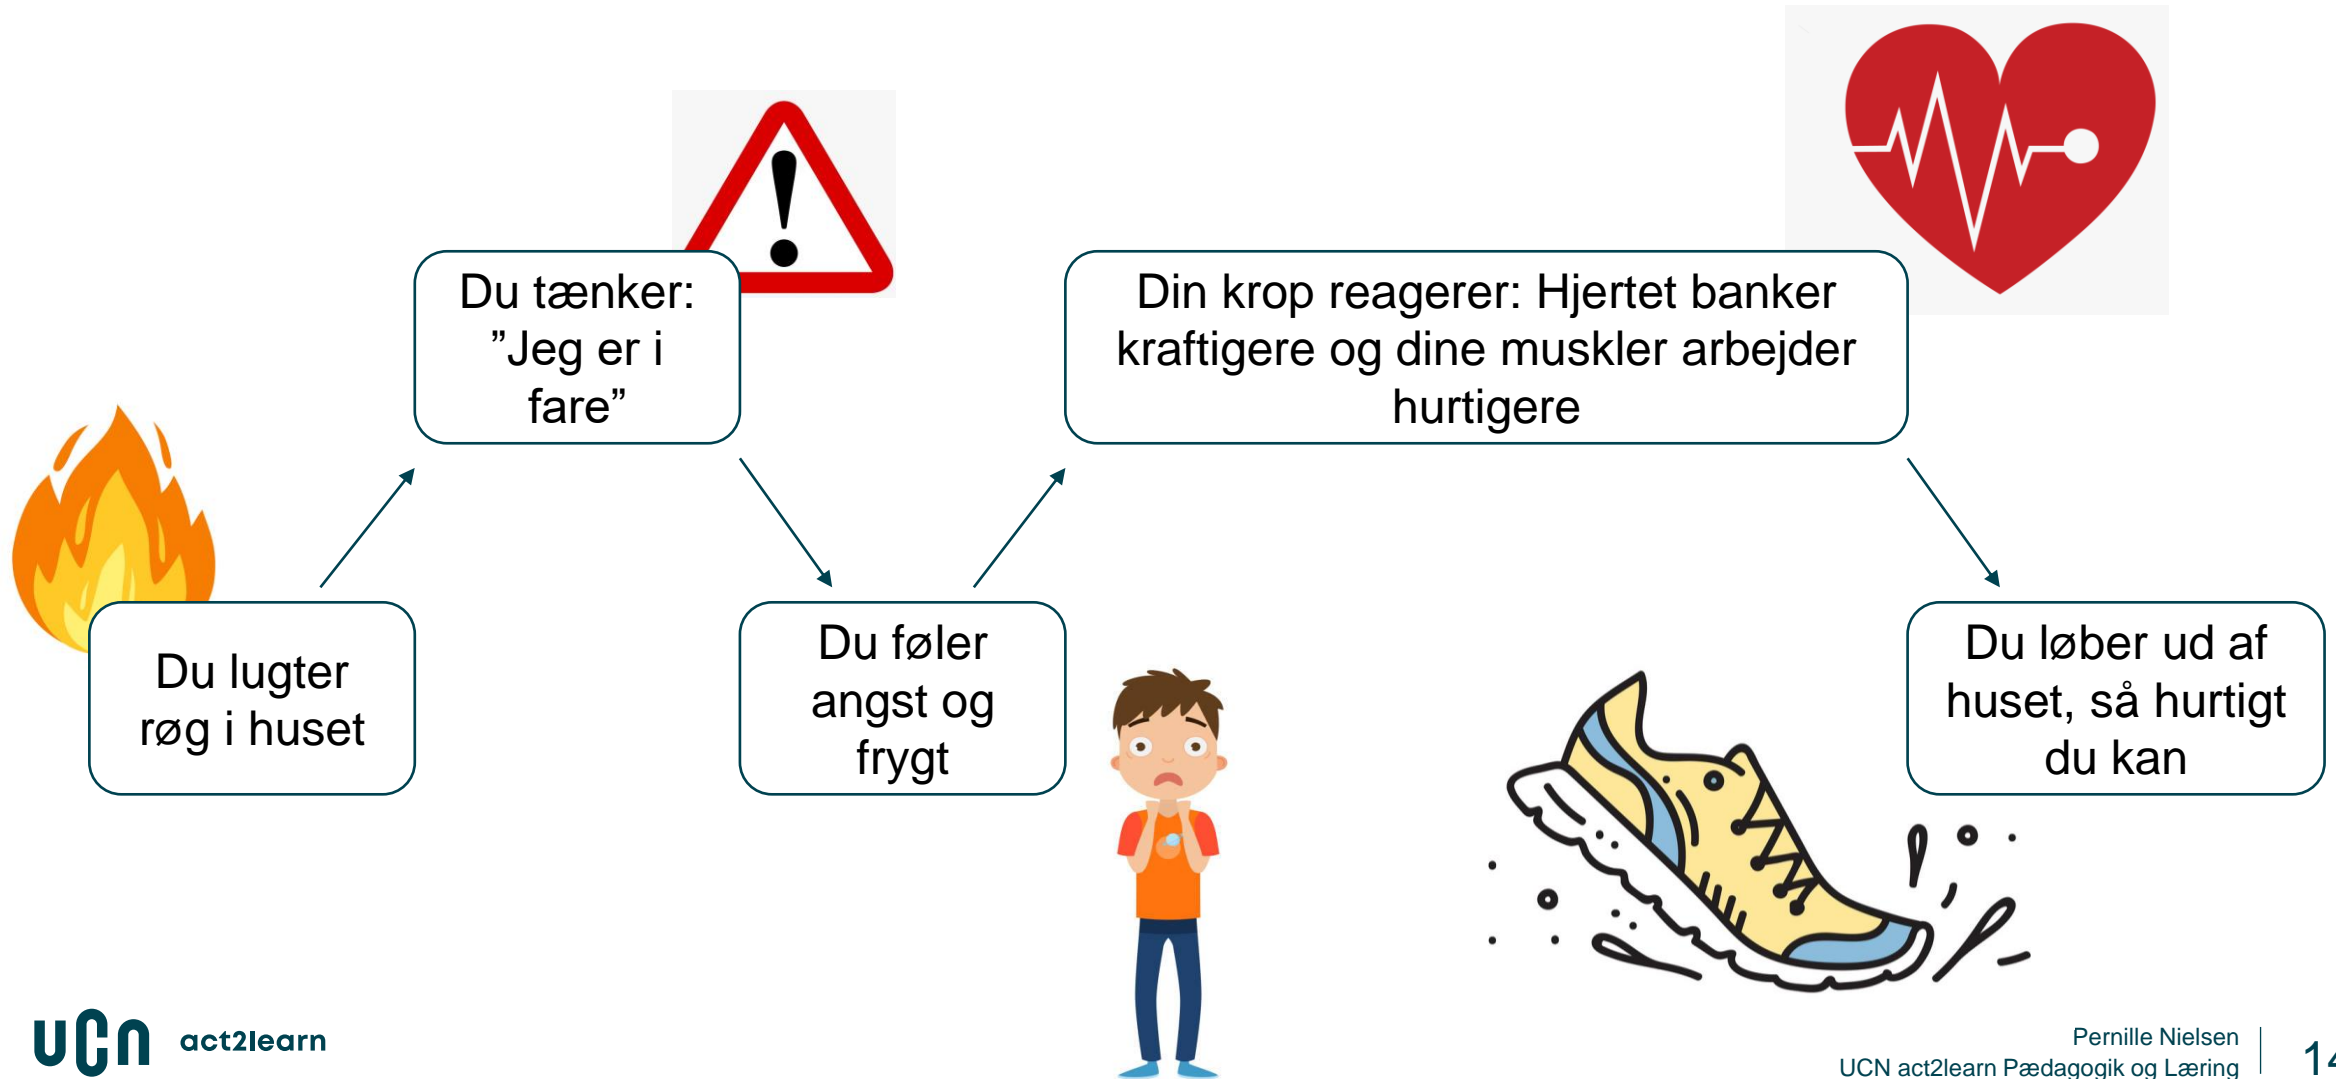 Du lugter
røg i huset
Du tænker:
”Jeg er i
fare”
Du føler
angst og
frygt
Din krop reagerer: Hjertet banker
kraftigere og dine muskler arbejder
hurtigere
Du løber ud af
huset, så hurtigt
du kan
ucn act2learn
Pernille Nielsen
UCN act2learn Pædagogik og Læring
14